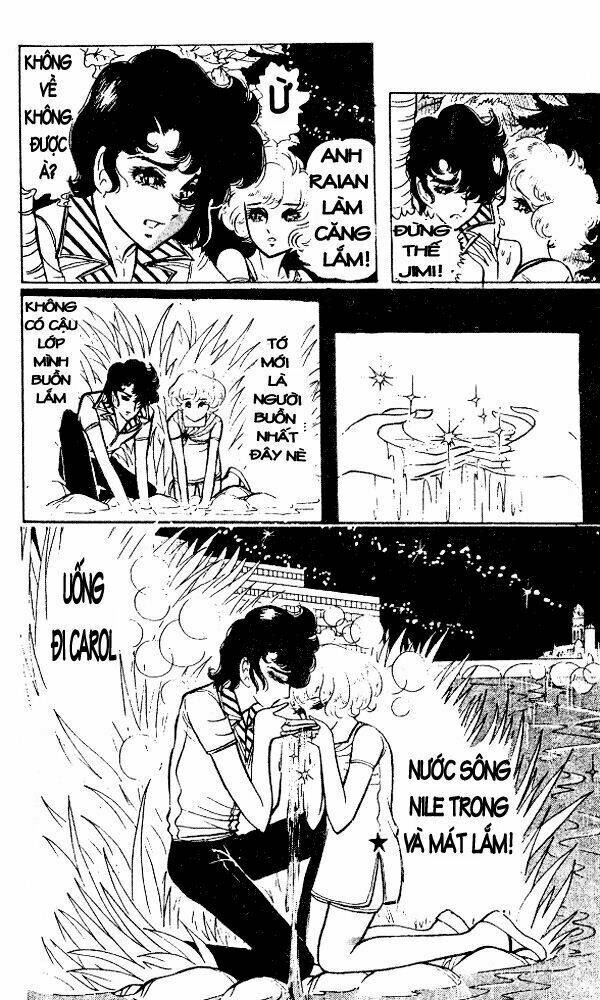 KHÔNG
VỀ
KHÔNG
ĐƯỢC
À?
Ừ
ANH
RAIAN
LÀM
CĂNG
LẮM!
ĐỪNG
THẾ
JIMI!
KHÔNG
CÓ CẬU
LỚP
MÌNH
BUỒN
LẮM
TỚ
MỚI
LÀ
NGƯỜI
BUỒN
NHẤT
ĐÂY NÈ
UỐNG
ĐI CAROL
NƯỚC SÔNG
NILE TRONG
VÀ MÁT LẮM!